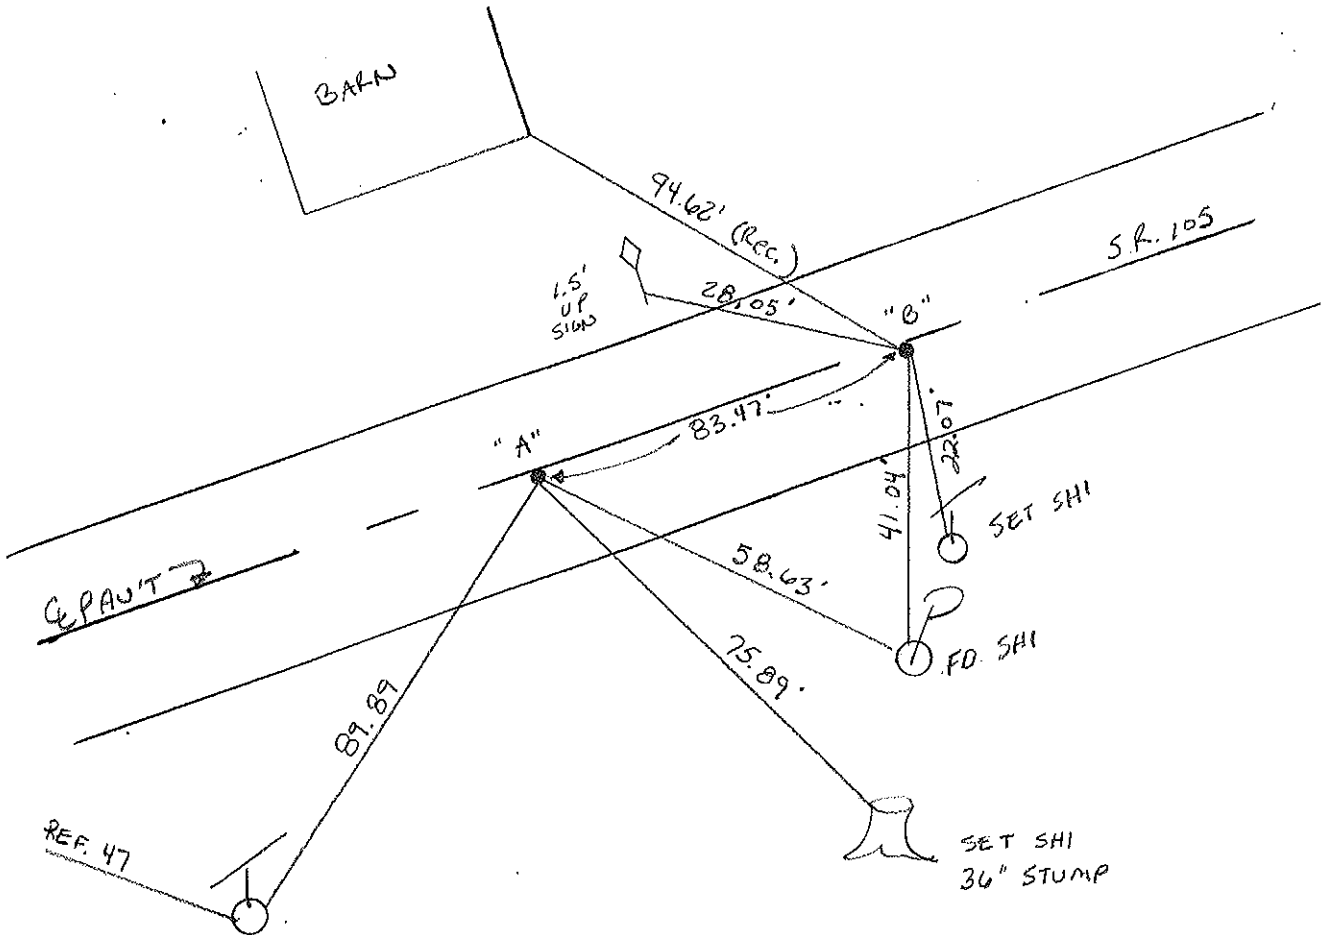 BARN
94.62' (REC.)
S.R. 105
1.5'
UP
SIGN
28.05'
"B"
83.47'
"A"
22.07'
41.04'
SET SHI
℄ PAV'T
58.63'
FD. SHI
75.89'
89.89
REF. 47
SET SHI
36" STUMP